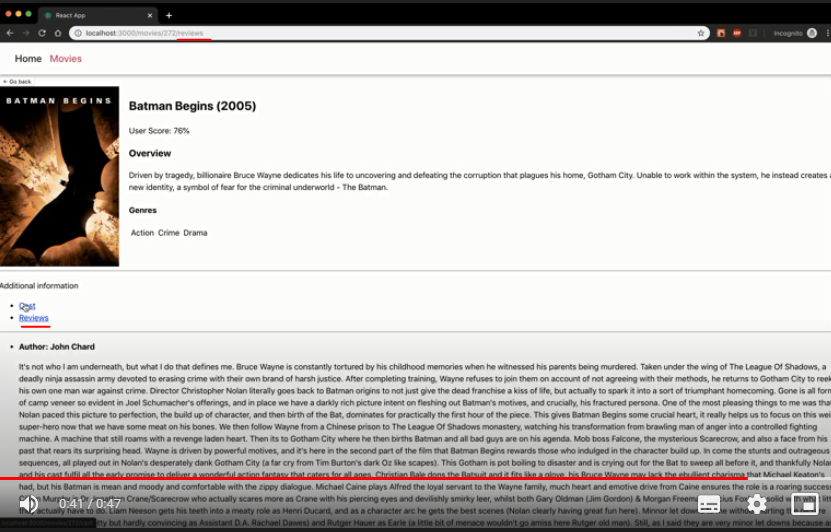 React App
localhost:3000/movies/272/reviews
Incognito
Home Movies
← Go back
BATMAN BEGINS
Batman Begins (2005)
User Score: 76%
Overview
Driven by tragedy, billionaire Bruce Wayne dedicates his life to uncovering and defeating the corruption that plagues his home, Gotham City. Unable to work within the system, he instead creates a
new identity, a symbol of fear for the criminal underworld - The Batman.
Genres
Action Crime Drama
Additional information
Cast
Reviews
Author: John Chard
It's not who I am underneath, but what I do that defines me. Bruce Wayne is constantly tortured by his childhood memories when he witnessed his parents being murdered. Taken under the wing of The League Of Shadows, a
deadly ninja assassin army devoted to erasing crime with their own brand of harsh justice. After completing training, Wayne refuses to join them on account of not agreeing with their methods, he returns to Gotham City to
his own one man war against crime. Director Christopher Nolan literally goes back to Batman origins to not just give the dead franchise a kiss of life, but actually to spark it into a sort of triumphant homecoming. Gone is all
of camp veneer so evident in Joel Schumacher's offerings, and in place we have a darkly rich picture intent on fleshing out Batman's motives, and crucially, his fractured persona. One of the most pleasing things to me was
Nolan paced this picture to perfection, the build up of character, and then birth of the Bat, dominates for practically the first hour of the piece. This gives Batman Begins some crucial heart, it really helps us to focus on this
super-hero now that we have some meat on his bones. We then follow Wayne from a Chinese prison to The League Of Shadows monastery, watching his transformation from brawling man of anger into a controlled fighting
machine. A machine that still roams with a revenge laden heart. Then its to Gotham City where he then births Batman and all bad guys are on his agenda. Mob boss Falcone, the mysterious Scarecrow, and also a face from his
past that rears its surprising head. Wayne is driven by powerful motives, and it's here in the second part of the film that Batman Begins rewards those who indulged in the character build up. In come the stunts and
sequences, all played out in Nolan's desperately dank Gotham City (a far cry from Tim Burton's dark Oz like scapes). This Gotham is pot boiling to disaster and is crying out for the Bat to sweep all before it, and thankfully
and his cast fulfil all the early promise to deliver a wonderful action fantasy that caters for all ages. Christian Bale dons the Batsuit and it fits like a glove, his Bruce Wayne may lack the ebullient charisma that Michael
had, but his Batman is mean and moody and comfortable with the zippy dialogue. Michael Caine plays Alfred the loyal servant to the Wayne family, much heart and emotive drive from Caine ensures the role is a roaring
Crane/Scarecrow who actually scares more as Crane with his piercing eyes and devilishly smirky leer, whilst both Gary Oldman (Jim Gordon) & Morgan
actually have to do. Liam Neeson gets his teeth into a meaty role as Henri Ducard, and as a character arc he gets the best scenes (Nolan clearly having great fun here).
but hardly convincing as Assistant D.A. Rachael Dawes) and Rutger Hauer as Earle (a little bit of menace wouldn't go amiss here Rutger old man). Still, as I said they are very minor let downs because
0:41 / 0:47